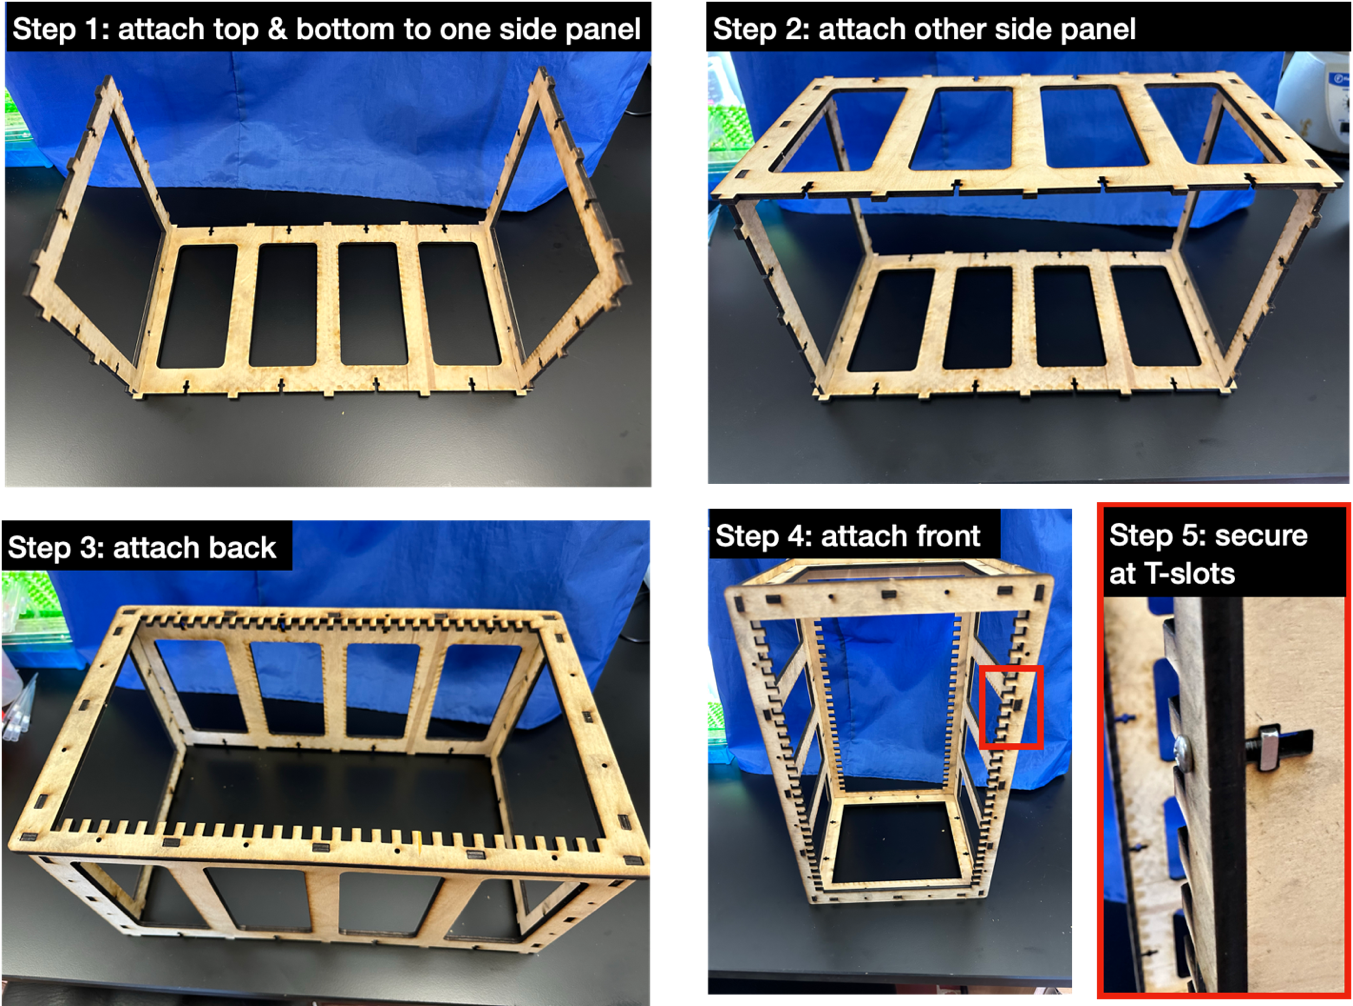 Step 1: attach top & bottom to one side panel
Step 2: attach other side panel
Step 3: attach back
Step 4: attach front
Step 5: secure
at T-slots